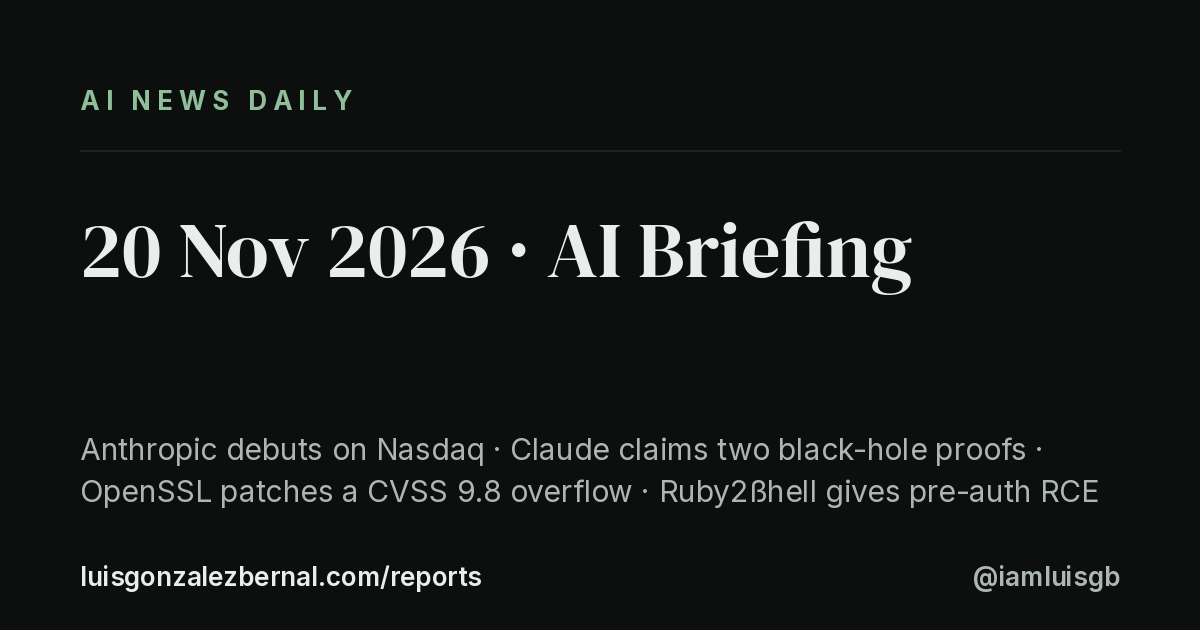 AI NEWS DAILY
20 Nov 2026 · AI Briefing
Anthropic debuts on Nasdaq · Claude claims two black-hole proofs ·
OpenSSL patches a CVSS 9.8 overflow · Ruby2ßhell gives pre-auth RCE
luisgonzalezbernal.com/reports
@iamluisgb